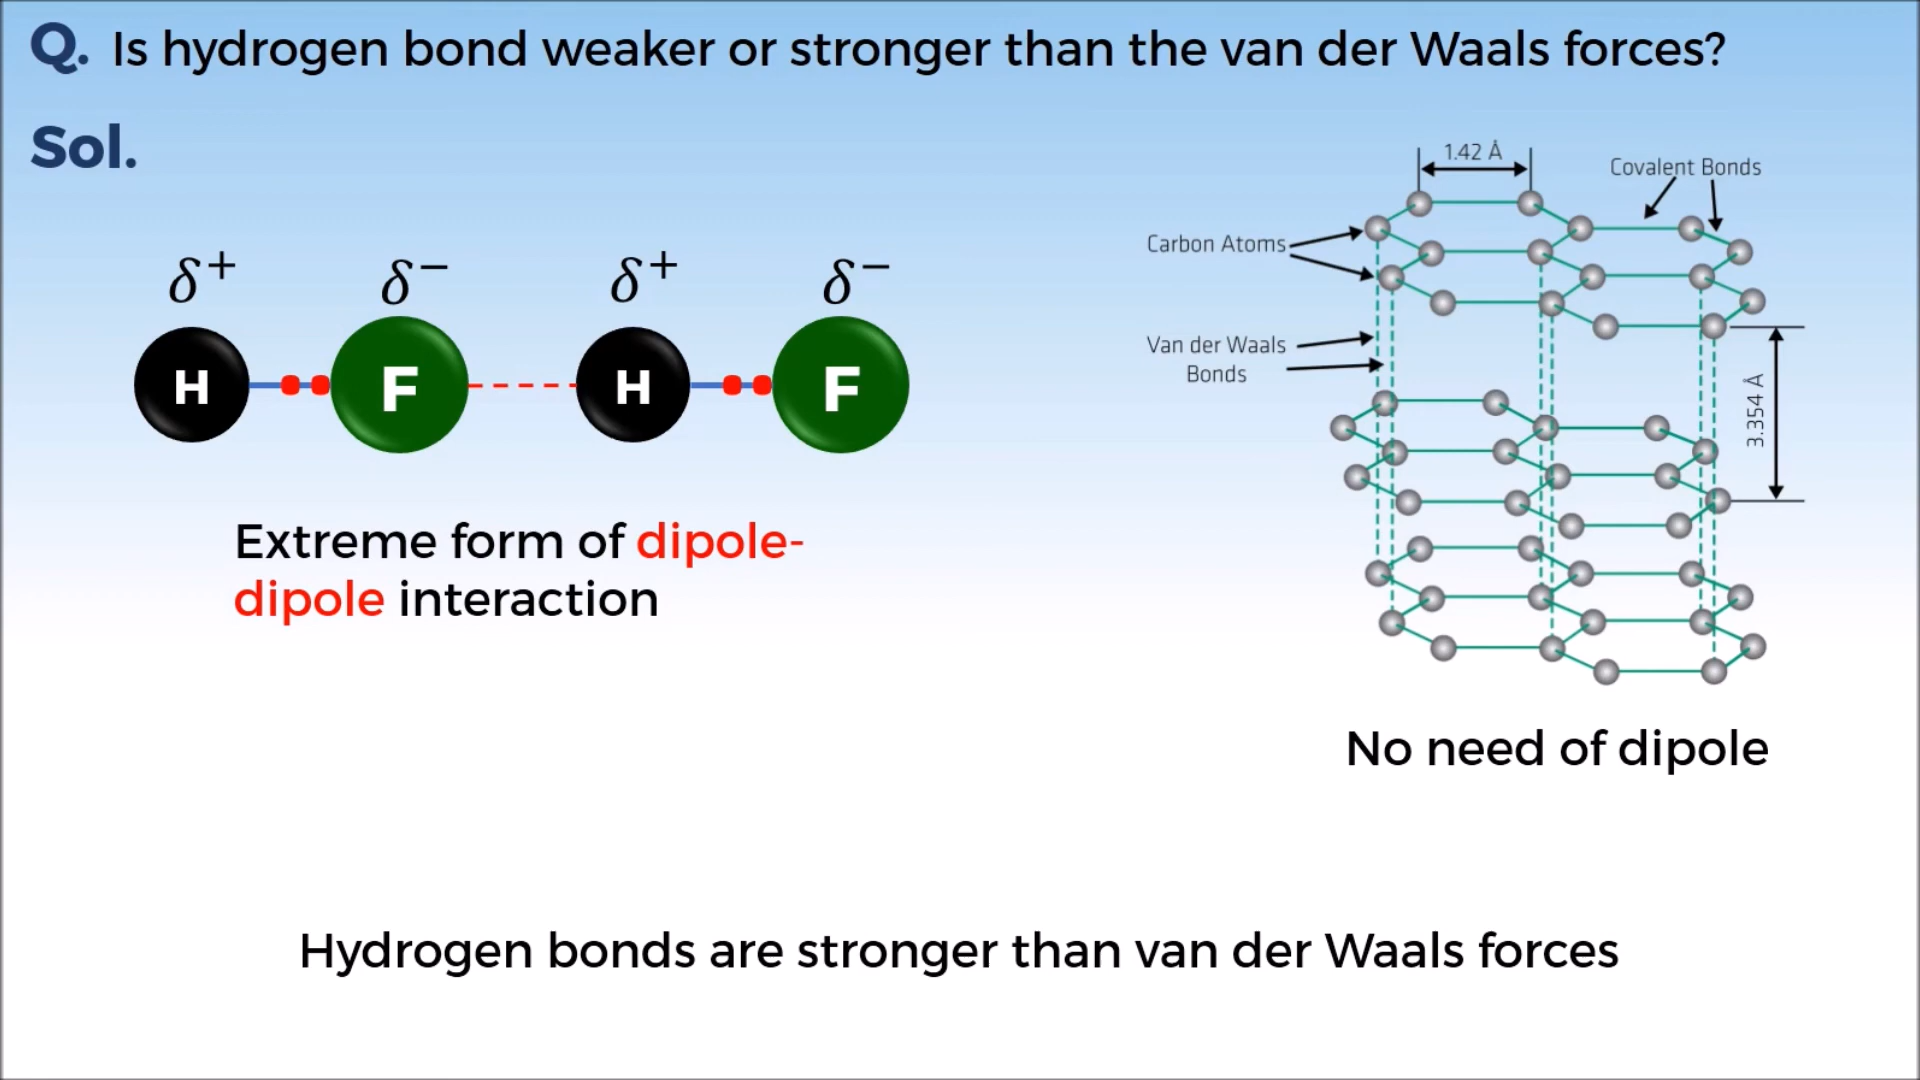 Q. Is hydrogen bond weaker or stronger than the van der Waals forces?
Sol.
δ⁺ δ⁻ δ⁺ δ⁻
H F H F
Extreme form of dipole-
dipole interaction
1.42 Å
Covalent Bonds
Carbon Atoms
Van der Waals
Bonds
3.354 Å
No need of dipole
Hydrogen bonds are stronger than van der Waals forces